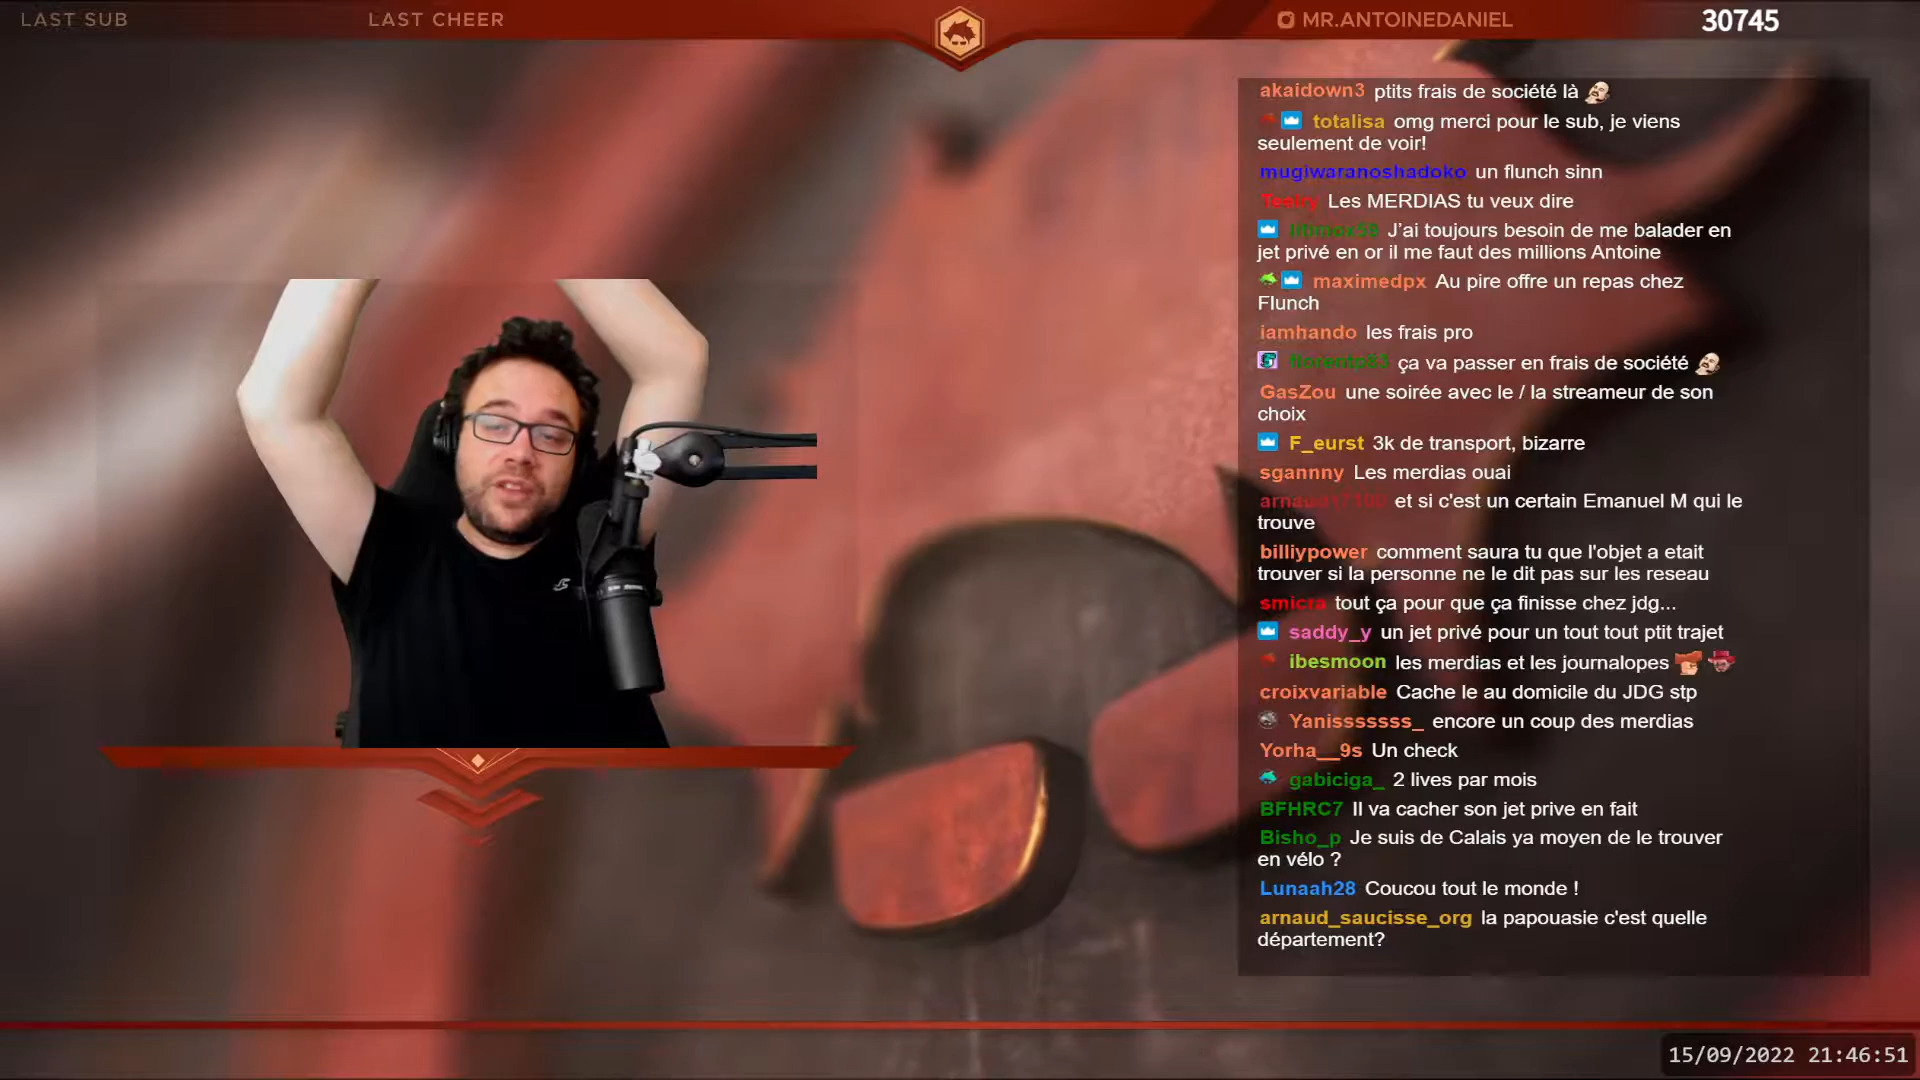 LAST SUB
LAST CHEER
MR.ANTOINEDANIEL
30745
akaidown3 ptits frais de société là
totalisa omg merci pour le sub, je viens
seulement de voir!
mugiwaranoshadoko un flunch sinn
Les MERDIAS tu veux dire
J'ai toujours besoin de me balader en
jet privé en or il me faut des millions Antoine
maximedpx Au pire offre un repas chez
Flunch
iamhando les frais pro
florentp83 ça va passer en frais de société
GasZou une soirée avec le / la streameur de son
choix
F_eurst 3k de transport, bizarre
sgannny Les merdias ouai
et si c'est un certain Emanuel M qui le
trouve
billiypower comment saura tu que l'objet a etait
trouver si la personne ne le dit pas sur les reseau
smicra tout ça pour que ça finisse chez jdg...
saddy_y un jet privé pour un tout tout ptit trajet
ibesmoon les merdias et les journalopes
croixvariable Cache le au domicile du JDG stp
Yanisssssss_ encore un coup des merdias
Yorha__9s Un check
gabiciga_ 2 lives par mois
BFHRC7 Il va cacher son jet prive en fait
Bisho_p Je suis de Calais ya moyen de le trouver
en vélo ?
Lunaah28 Coucou tout le monde !
arnaud_saucisse_org la papouasie c'est quelle
département?
15/09/2022 21:46:51